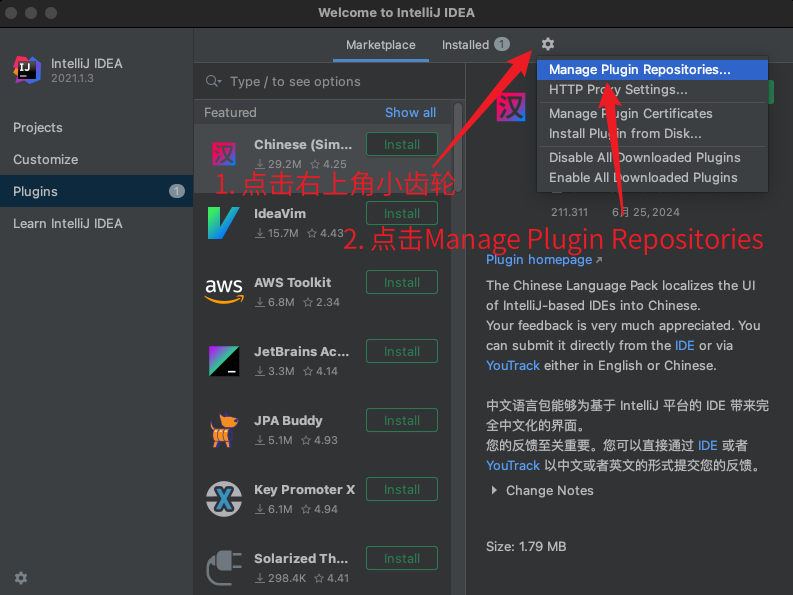 Welcome to IntelliJ IDEA
IntelliJ IDEA
2021.1.3
Projects
Customize
Plugins
1
Learn IntelliJ IDEA
Marketplace
Installed 1
Type / to see options
Featured
Show all
汉
Chinese (Sim...
29.2M 4.25
Install
IdeaVim
15.7M 4.43
Install
aws
AWS Toolkit
6.8M 2.34
Install
JetBrains Ac...
3.3M 4.14
Install
JPA Buddy
5.1M 4.93
Install
Key Promoter X
6.1M 4.94
Install
Solarized Th...
298.4K 4.41
Install
Manage Plugin Repositories...
HTTP Proxy Settings...
Manage Plugin Certificates
Install Plugin from Disk...
Disable All Downloaded Plugins
Enable All Downloaded Plugins
汉
1. 点击右上角小齿轮
2. 点击Manage Plugin Repositories
211.311 6月 25, 2024
Plugin homepage
The Chinese Language Pack localizes the UI
of IntelliJ-based IDEs into Chinese.
Your feedback is very much appreciated. You
can submit it directly from the IDE or via
YouTrack either in English or Chinese.
中文语言包能够为基于 IntelliJ 平台的 IDE 带来完
全中文化的界面。
您的反馈至关重要。您可以直接通过 IDE 或者
YouTrack 以中文或者英文的形式提交您的反馈。
Change Notes
Size: 1.79 MB